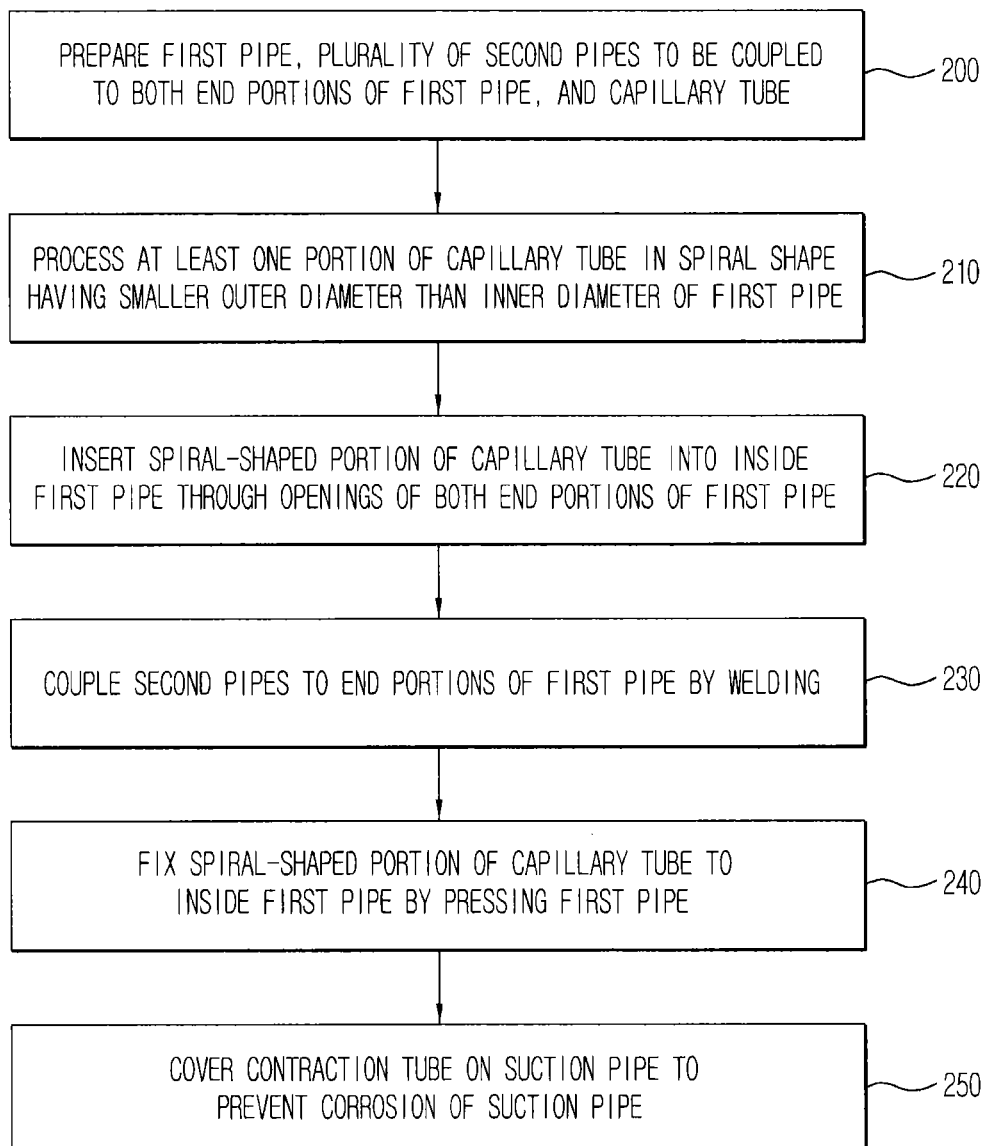 PREPARE FIRST PIPE, PLURALITY OF SECOND PIPES TO BE COUPLED
TO BOTH END PORTIONS OF FIRST PIPE, AND CAPILLARY TUBE
200
PROCESS AT LEAST ONE PORTION OF CAPILLARY TUBE IN SPIRAL SHAPE
HAVING SMALLER OUTER DIAMETER THAN INNER DIAMETER OF FIRST PIPE
210
INSERT SPIRAL-SHAPED PORTION OF CAPILLARY TUBE INTO INSIDE
FIRST PIPE THROUGH OPENINGS OF BOTH END PORTIONS OF FIRST PIPE
220
COUPLE SECOND PIPES TO END PORTIONS OF FIRST PIPE BY WELDING
230
FIX SPIRAL-SHAPED PORTION OF CAPILLARY TUBE TO
INSIDE FIRST PIPE BY PRESSING FIRST PIPE
240
COVER CONTRACTION TUBE ON SUCTION PIPE TO
PREVENT CORROSION OF SUCTION PIPE
250